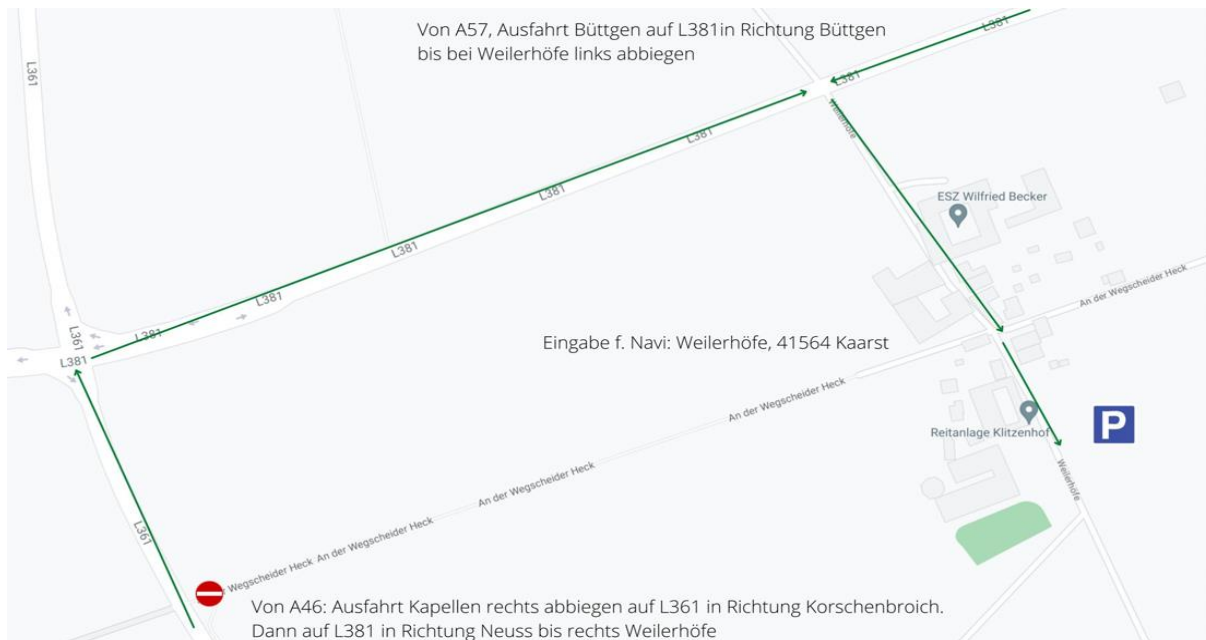 Von A57, Ausfahrt Büttgen auf L381in Richtung Büttgen
bis bei Weilerhöfe links abbiegen
L381
L381
L361
Weilerhöfe
L381
L381
ESZ Wilfried Becker
L381
An der Wegscheider Heck
L381
L361
L381
L381
Eingabe f. Navi: Weilerhöfe, 41564 Kaarst
An der Wegscheider Heck
P
Reitanlage Klitzenhof
An der Wegscheider Heck
Weilerhöfe
L361
An der Wegscheider Heck
Wegscheider Heck
Von A46: Ausfahrt Kapellen rechts abbiegen auf L361 in Richtung Korschenbroich.
Dann auf L381 in Richtung Neuss bis rechts Weilerhöfe